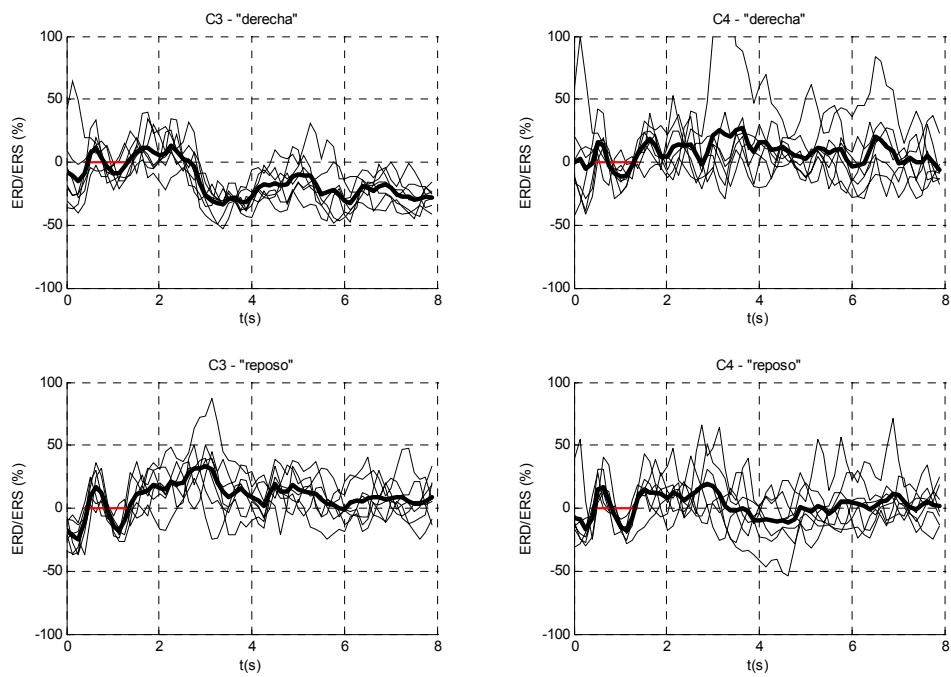 C3 - "derecha"
100
50
0
-50
-100
ERD/ERS (%)
0 2 4 6 8
t(s)
C4 - "derecha"
100
50
0
-50
-100
ERD/ERS (%)
0 2 4 6 8
t(s)
C3 - "reposo"
100
50
0
-50
-100
ERD/ERS (%)
0 2 4 6 8
t(s)
C4 - "reposo"
100
50
0
-50
-100
ERD/ERS (%)
0 2 4 6 8
t(s)